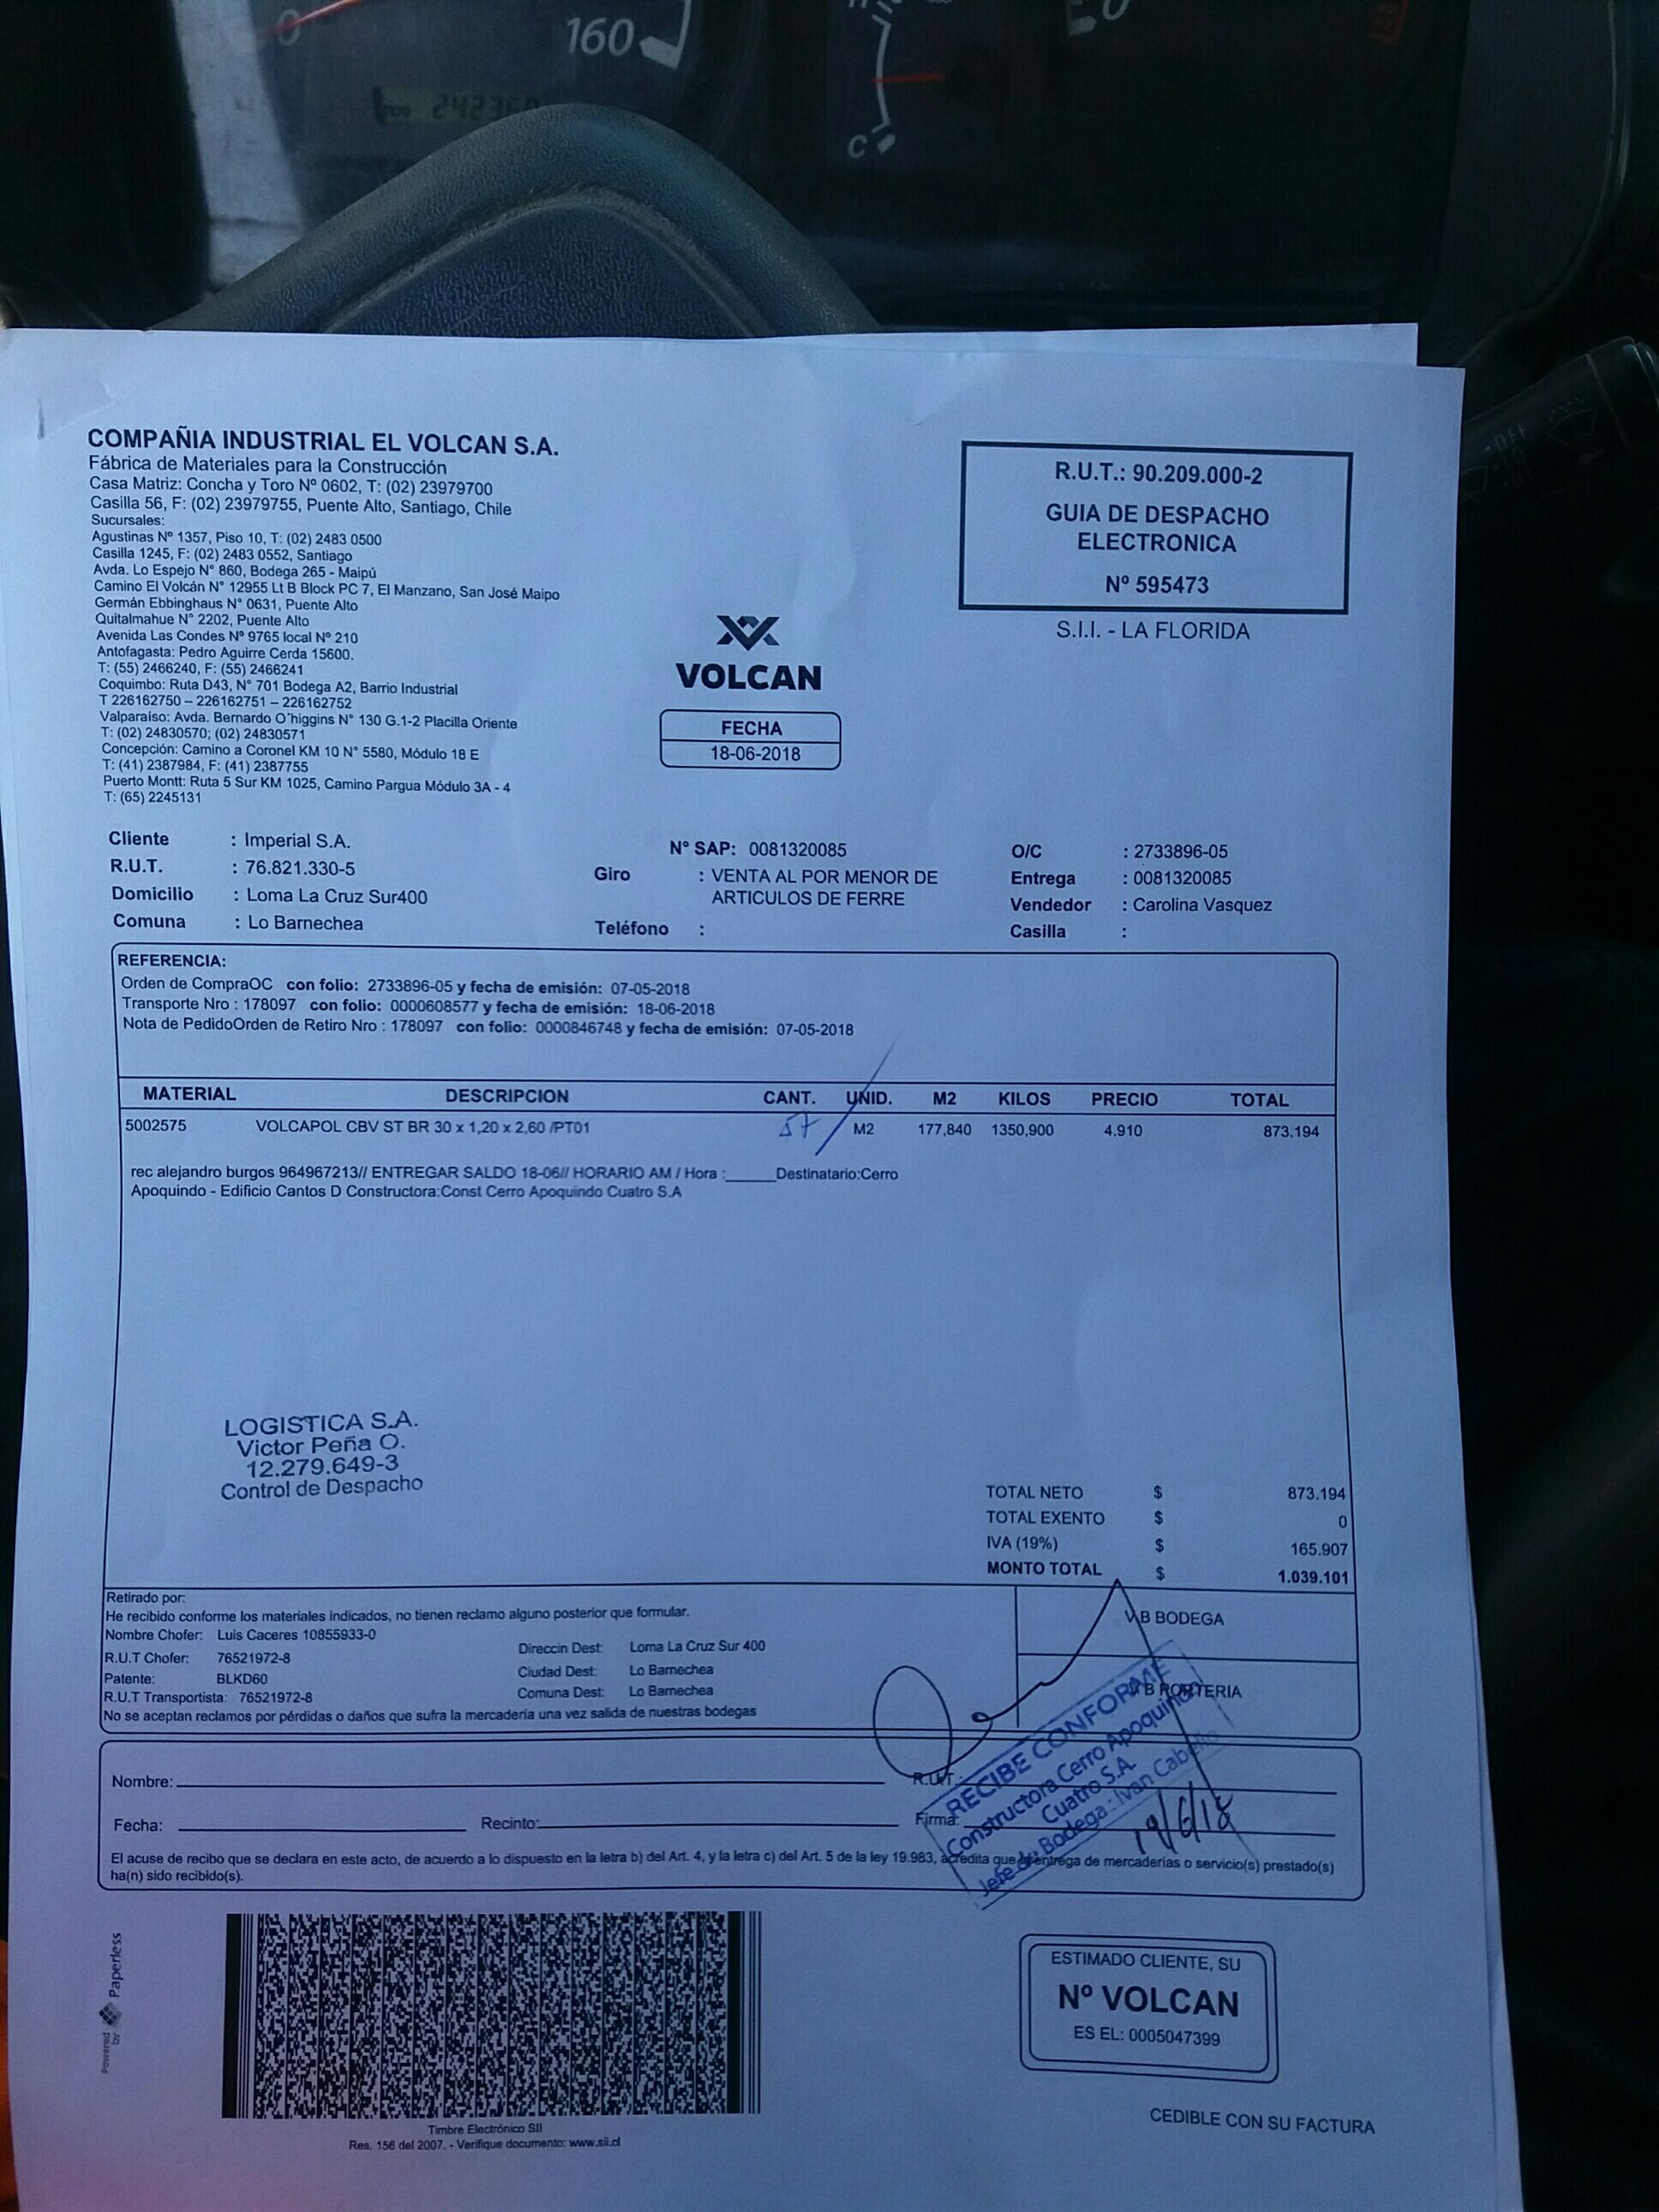 160
C
COMPAÑIA INDUSTRIAL EL VOLCAN S.A.
Fábrica de Materiales para la Construcción
Casa Matriz: Concha y Toro Nº 0602, T: (02) 23979700
Casilla 56, F: (02) 23979755, Puente Alto, Santiago, Chile
Sucursales:
Agustinas Nº 1357, Piso 10, T: (02) 2483 0500
Casilla 1245, F: (02) 2483 0552, Santiago
Avda. Lo Espejo N° 860, Bodega 265 - Maipú
Camino El Volcán N° 12955 Lt B Block PC 7, El Manzano, San José Maipo
Germán Ebbinghaus N° 0631, Puente Alto
Quitalmahue N° 2202, Puente Alto
Avenida Las Condes Nº 9765 local Nº 210
Antofagasta: Pedro Aguirre Cerda 15600.
T: (55) 2466240, F: (55) 2466241
Coquimbo: Ruta D43, N° 701 Bodega A2, Barrio Industrial
T 226162750 – 226162751 – 226162752
Valparaiso: Avda. Bernardo O´higgins N° 130 G.1-2 Placilla Oriente
T: (02) 24830570; (02) 24830571
Concepción: Camino a Coronel KM 10 N° 5580, Módulo 18 E
T: (41) 2387984, F: (41) 2387755
Puerto Montt: Ruta 5 Sur KM 1025, Camino Pargua Módulo 3A - 4
T: (65) 2245131
R.U.T.: 90.209.000-2
GUIA DE DESPACHO
ELECTRONICA
Nº 595473
S.I.I. - LA FLORIDA
VOLCAN
FECHA
18-06-2018
Cliente : Imperial S.A.
R.U.T. : 76.821.330-5
Domicilio : Loma La Cruz Sur400
Comuna : Lo Barnechea
N° SAP: 0081320085
Giro : VENTA AL POR MENOR DE
ARTICULOS DE FERRE
Teléfono :
O/C : 2733896-05
Entrega : 0081320085
Vendedor : Carolina Vasquez
Casilla :
REFERENCIA:
Orden de CompraOC con folio: 2733896-05 y fecha de emisión: 07-05-2018
Transporte Nro : 178097 con folio: 0000608577 y fecha de emisión: 18-06-2018
Nota de PedidoOrden de Retiro Nro : 178097 con folio: 0000846748 y fecha de emisión: 07-05-2018
MATERIAL DESCRIPCION CANT. UNID. M2 KILOS PRECIO TOTAL
5002575 VOLCAPOL CBV ST BR 30 x 1,20 x 2,60 /PT01 57 M2 177,840 1350,900 4.910 873.194
rec alejandro burgos 964967213// ENTREGAR SALDO 18-06// HORARIO AM / Hora :______Destinatario:Cerro
Apoquindo - Edificio Cantos D Constructora:Const Cerro Apoquindo Cuatro S.A
LOGISTICA S.A.
Victor Peña O.
12.279.649-3
Control de Despacho
TOTAL NETO $ 873.194
TOTAL EXENTO $ 0
IVA (19%) $ 165.907
MONTO TOTAL $ 1.039.101
Retirado por:
He recibido conforme los materiales indicados, no tienen reclamo alguno posterior que formular.
Nombre Chofer: Luis Caceres 10855933-0
R.U.T Chofer: 76521972-8
Patente: BLKD60
R.U.T Transportista: 76521972-8
Direccin Dest: Loma La Cruz Sur 400
Ciudad Dest: Lo Barnechea
Comuna Dest: Lo Barnechea
No se aceptan reclamos por pérdidas o daños que sufra la mercadería una vez salida de nuestras bodegas
V B BODEGA
V B PORTERIA
RECIBE CONFORME
Constructora Cerro Apoquindo
Cuatro S.A.
Jefe de Bodega: Ivan
19/6/18
Nombre: R.U.T.:
Fecha: Recinto: Firma:
El acuse de recibo que se declara en este acto, de acuerdo a lo dispuesto en la letra b) del Art. 4, y la letra c) del Art. 5 de la ley 19.983, acredita que la entrega de mercaderías o servicio(s) prestado(s)
ha(n) sido recibido(s).
Powered by Paperless
Timbre Electrónico SII
Res. 156 del 2007. - Verifique documento: www.sii.cl
ESTIMADO CLIENTE, SU
Nº VOLCAN
ES EL: 0005047399
CEDIBLE CON SU FACTURA